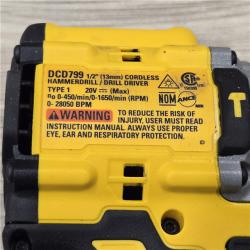 DCD799 1/2" (13mm) CORDLESS
HAMMERDRILL / DRILL DRIVER
TYPE 1 20V ⎓ (Max)
n₀ 0-450/min/0-1650/min (RPM)
0- 28050 BPM
NOM
ANCE
WARNING TO REDUCE THE RISK
OF INJURY, USER MUST READ
INSTRUCTION MANUAL. ALWAYS USE PROPER
EYE, EAR AND RESPIRATORY PROTECTION.